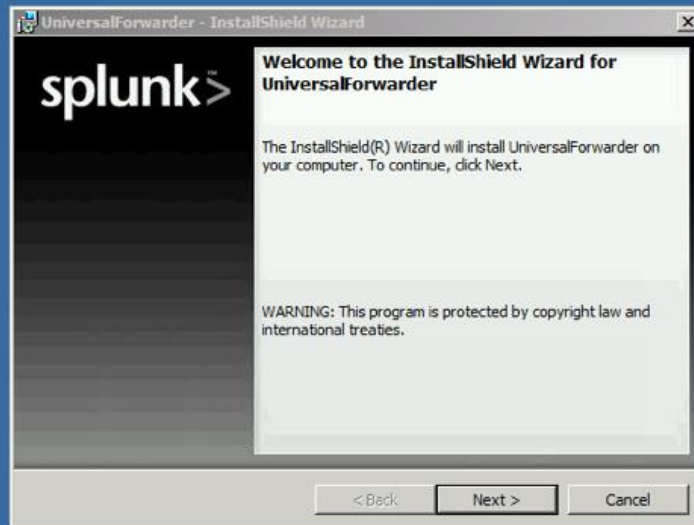 UniversalForwarder - InstallShield Wizard
splunk>
Welcome to the InstallShield Wizard for
UniversalForwarder
The InstallShield(R) Wizard will install UniversalForwarder on
your computer. To continue, click Next.
WARNING: This program is protected by copyright law and
international treaties.
< Back
Next >
Cancel